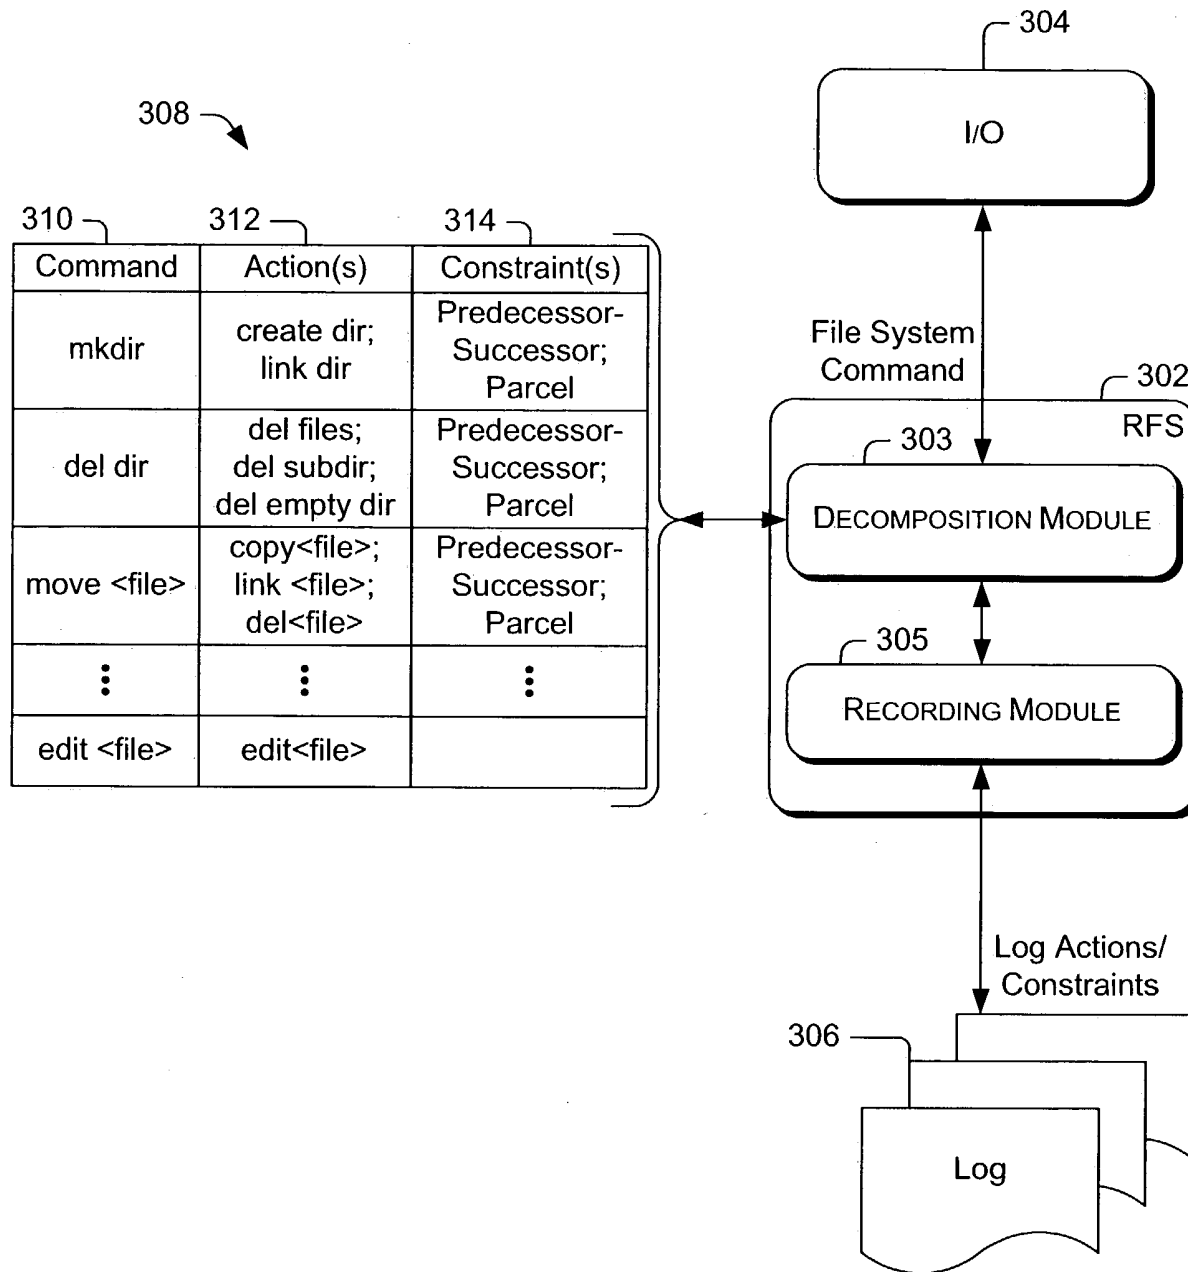 304
I/O
308
310
312
314
Command
Action(s)
Constraint(s)
mkdir
create dir;
link dir
Predecessor-
Successor;
Parcel
del dir
del files;
del subdir;
del empty dir
Predecessor-
Successor;
Parcel
move <file>
copy<file>;
link <file>;
del<file>
Predecessor-
Successor;
Parcel
edit <file>
edit<file>
File System
Command
302
RFS
303
DECOMPOSITION MODULE
305
RECORDING MODULE
Log Actions/
Constraints
306
Log